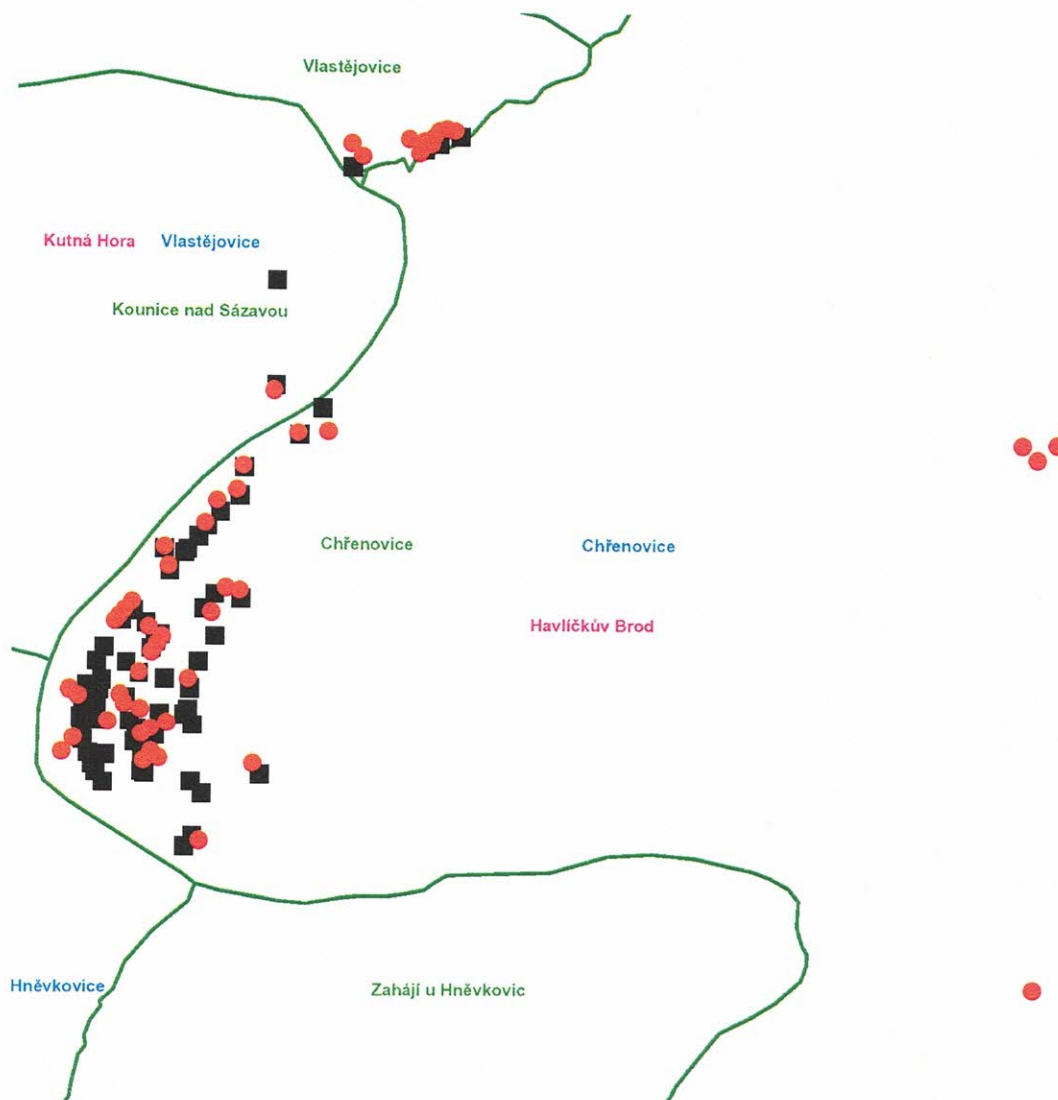 Vlastějovice
Kutná Hora Vlastějovice
Kounice nad Sázavou
Chřenovice Chřenovice
Havlíčkův Brod
Hněvkovice Zahájí u Hněvkovic